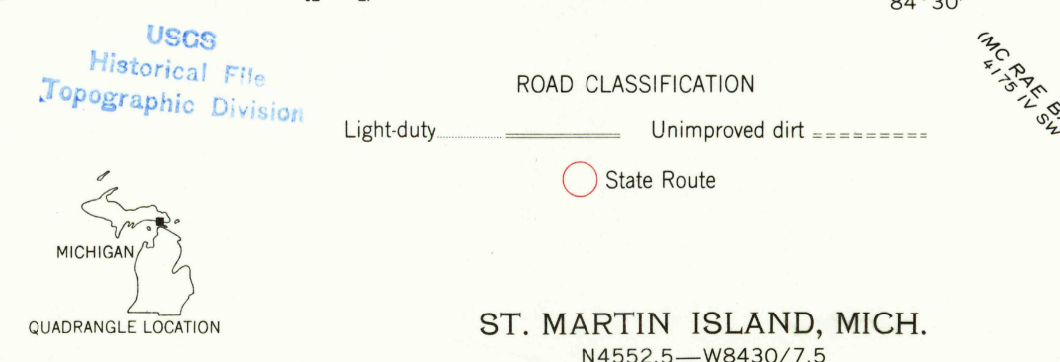 84°30'
USGS
Historical File
Topographic Division
(MC RAE
4175 IV SW
ROAD CLASSIFICATION
Light-duty Unimproved dirt
State Route
MICHIGAN
QUADRANGLE LOCATION
ST. MARTIN ISLAND, MICH.
N4552.5—W8430/7.5